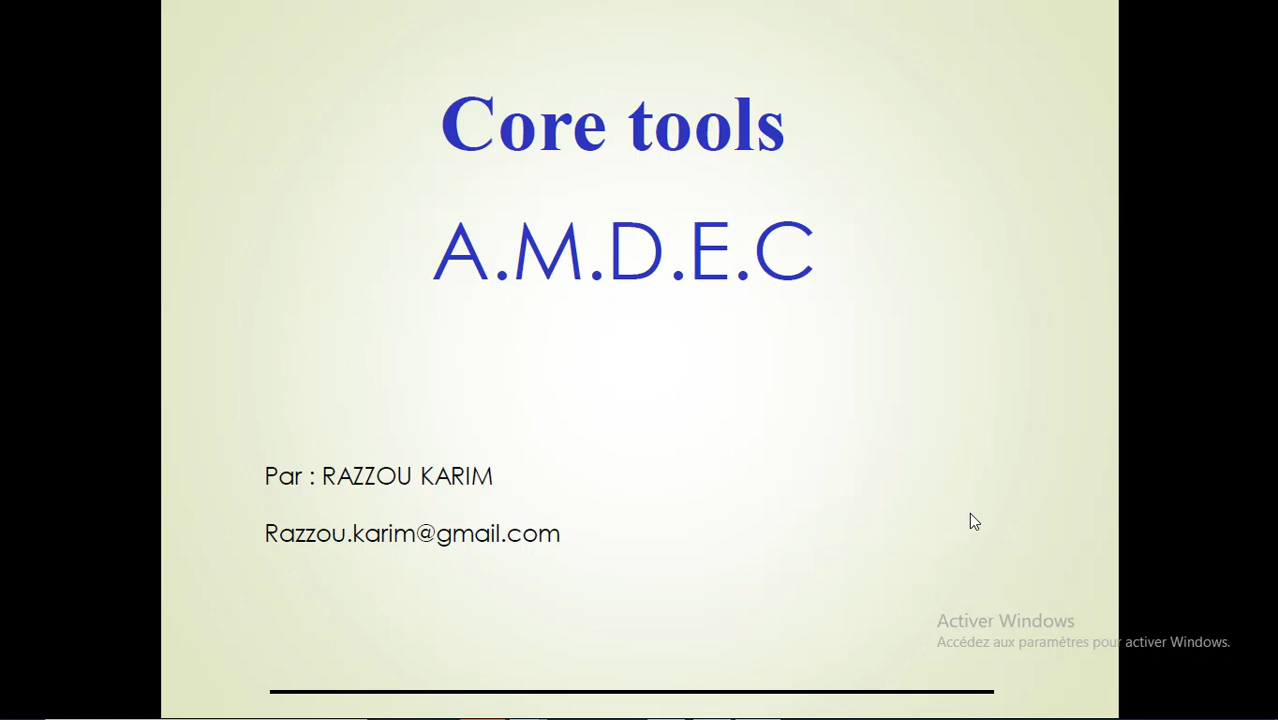 Core tools
A.M.D.E.C
Par : RAZZOU KARIM
Razzou.karim@gmail.com
Activer Windows
Accédez aux paramètres pour activer Windows.